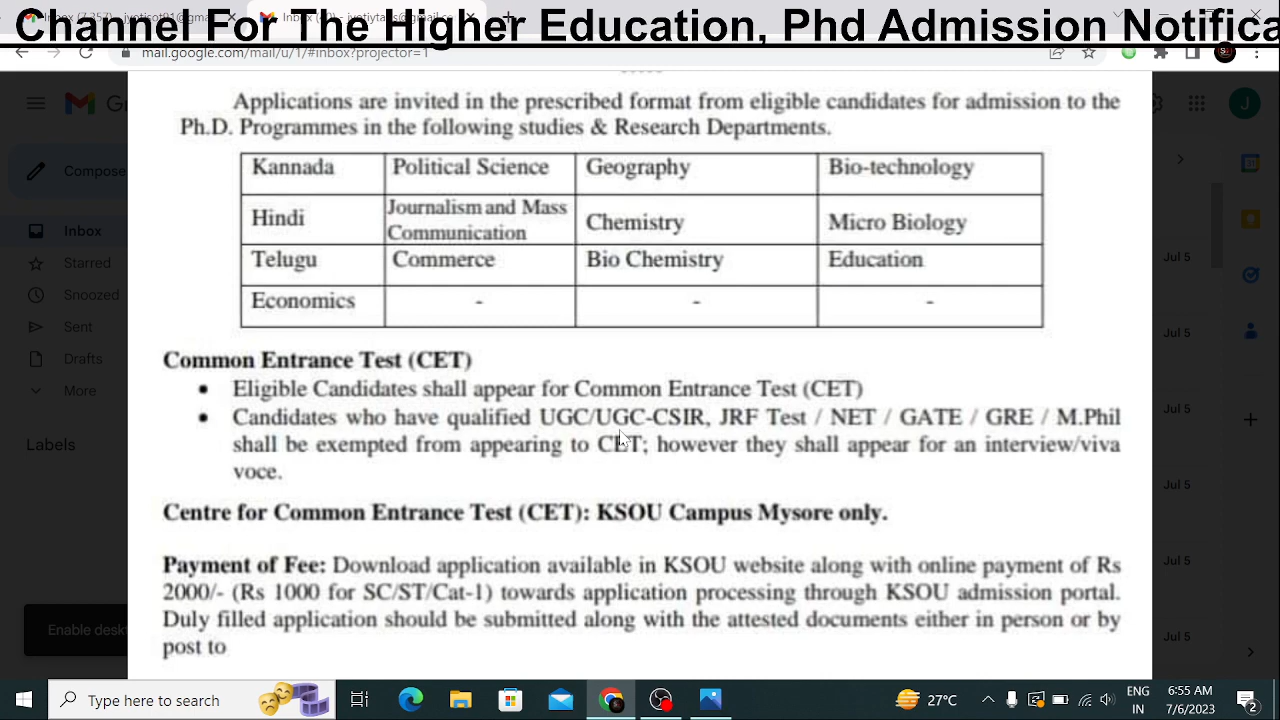 Channel For The Higher Education, Phd Admission Notifica
mail.google.com/mail/u/1/#inbox?projector=1
Applications are invited in the prescribed format from eligible candidates for admission to the
Ph.D. Programmes in the following studies & Research Departments.
Kannada Political Science Geography Bio-technology
Hindi Journalism and Mass Communication Chemistry Micro Biology
Telugu Commerce Bio Chemistry Education
Economics - - -
Common Entrance Test (CET)
• Eligible Candidates shall appear for Common Entrance Test (CET)
• Candidates who have qualified UGC/UGC-CSIR, JRF Test / NET / GATE / GRE / M.Phil
shall be exempted from appearing to CET; however they shall appear for an interview/viva
voce.
Centre for Common Entrance Test (CET): KSOU Campus Mysore only.
Payment of Fee: Download application available in KSOU website along with online payment of Rs
2000/- (Rs 1000 for SC/ST/Cat-1) towards application processing through KSOU admission portal.
Duly filled application should be submitted along with the attested documents either in person or by
post to
Compose
Inbox
Starred
Snoozed
Sent
Drafts
More
Labels
Enable
J
Jul 5
Jul 5
Jul 5
Jul 5
Jul 5
Type here to search
27°C
ENG
IN
6:55 AM
7/6/2023
2